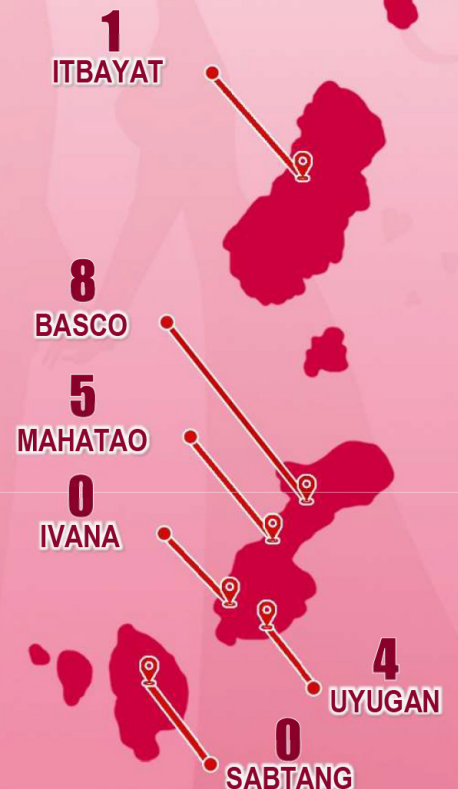 1
ITBAYAT
8
BASCO
5
MAHATAO
0
IVANA
4
UYUGAN
0
SABTANG